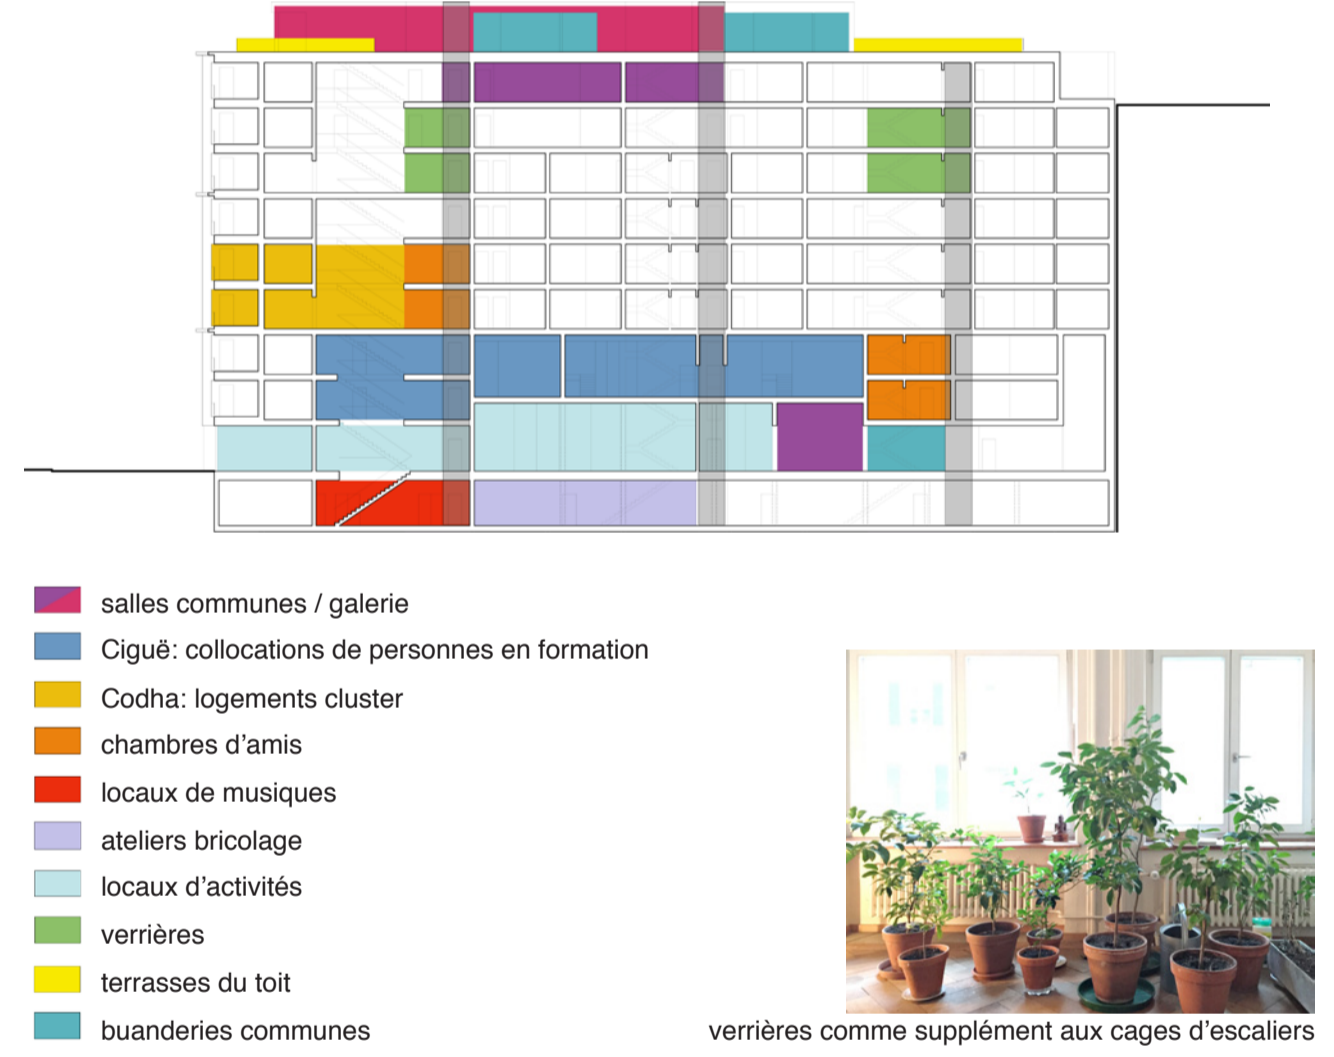 salles communes / galerie
Ciguë: collocations de personnes en formation
Codha: logements cluster
chambres d’amis
locaux de musiques
ateliers bricolage
locaux d’activités
verrières
terrasses du toit
buanderies communes
verrières comme supplément aux cages d’escaliers